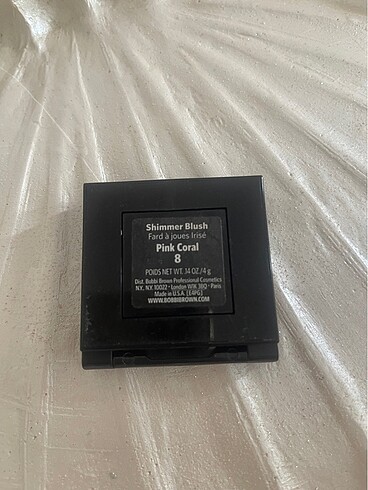 Shimmer Blush
Fard à joues Irisé
Pink Coral
8
POIDS NET WT. .14 OZ./4 g
Dist. Bobbi Brown Professional Cosmetics
N.Y., N.Y. 10022 • London W1K 3BQ • Paris
Made in U.S.A. [E4PG]
WWW.BOBBIBROWN.COM